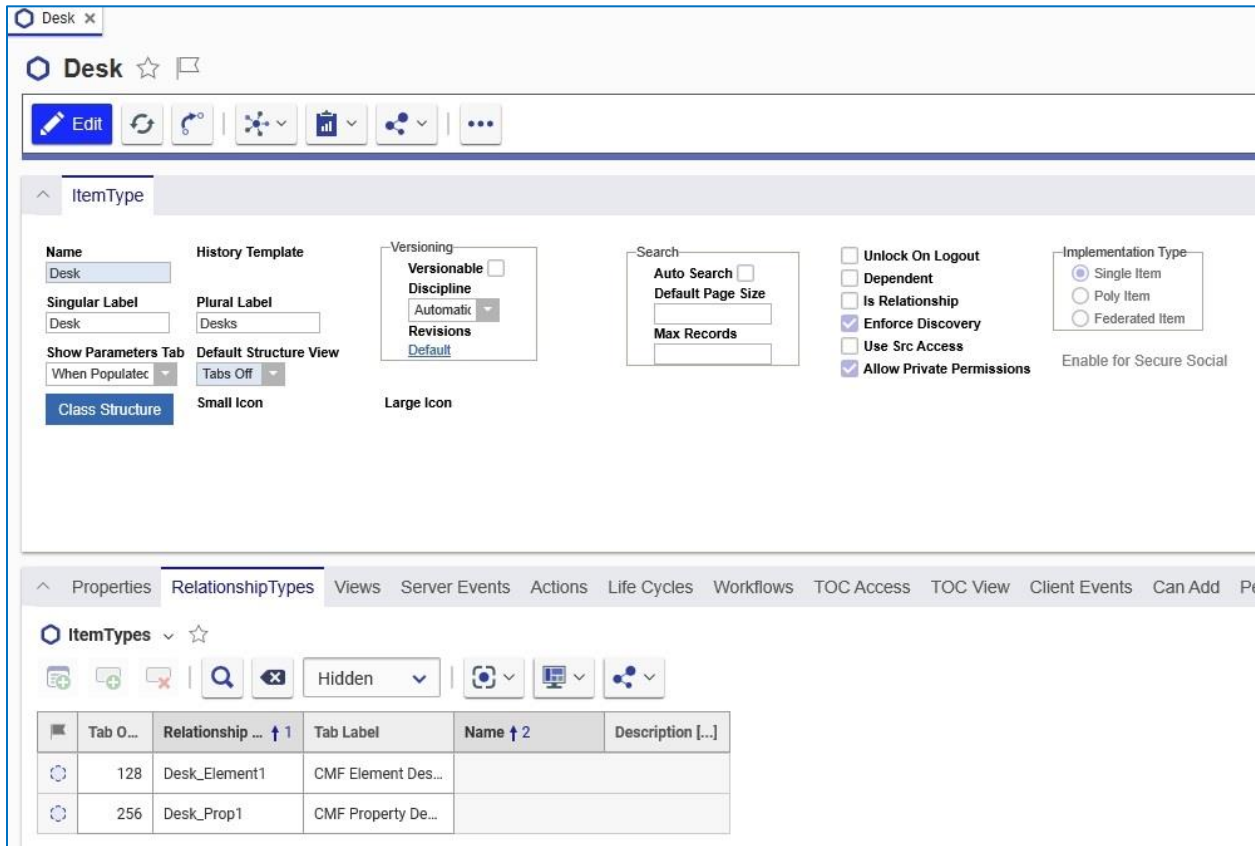 Desk
Desk
Edit
ItemType
Name
Desk
History Template
Versioning
Versionable
Discipline
Automatic
Revisions
Default
Search
Auto Search
Default Page Size
Max Records
Unlock On Logout
Dependent
Is Relationship
Enforce Discovery
Use Src Access
Allow Private Permissions
Implementation Type
Single Item
Poly Item
Federated Item
Enable for Secure Social
Singular Label
Desk
Plural Label
Desks
Show Parameters Tab
When Populatec
Default Structure View
Tabs Off
Class Structure
Small Icon
Large Icon
Properties RelationshipTypes Views Server Events Actions Life Cycles Workflows TOC Access TOC View Client Events Can Add Pe
ItemTypes
Hidden
Tab O... Relationship ... 1 Tab Label Name 2 Description [...]
128 Desk_Element1 CMF Element Des...
256 Desk_Prop1 CMF Property De...